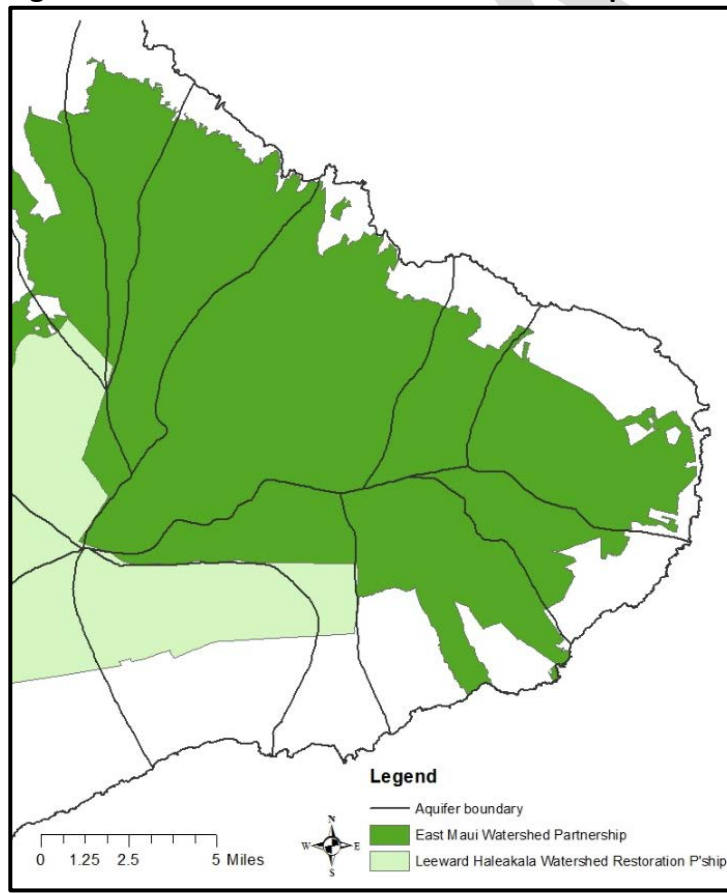 Legend
Aquifer boundary
East Maui Watershed Partnership
Leeward Haleakala Watershed Restoration P'ship
N
W E
S
0 1.25 2.5 5 Miles